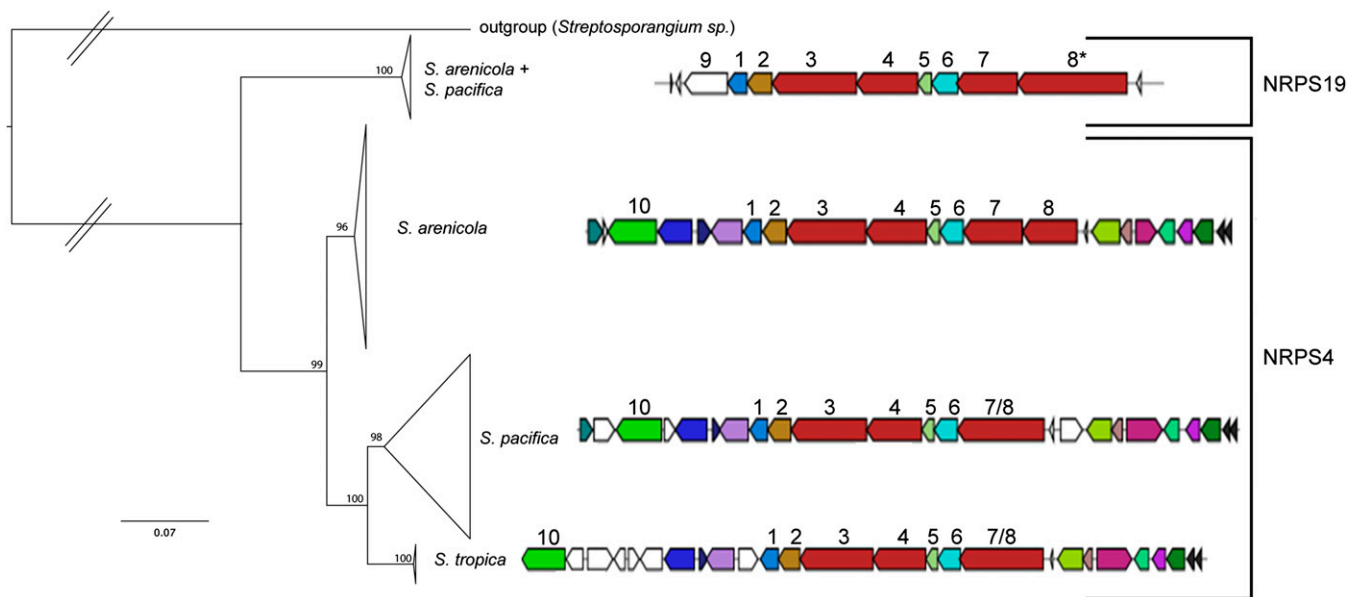 outgroup (Streptosporangium sp.)
100
S. arenicola +
S. pacifica
9 1 2 3 4 5 6 7 8*
NRPS19
96
S. arenicola
10 1 2 3 4 5 6 7 8
99
NRPS4
98
S. pacifica
10 1 2 3 4 5 6 7/8
100
0.07
100
S. tropica
10 1 2 3 4 5 6 7/8